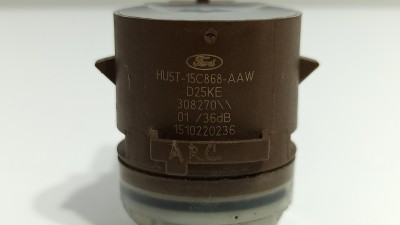 Ford
HU5T-15C868-AAW
D25KE
308270\\
01 /36dB
1510220236
ARC